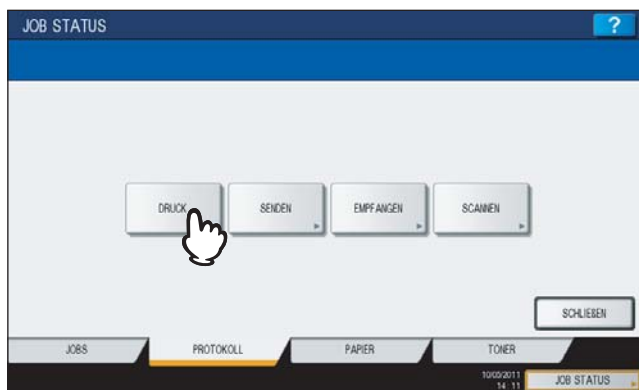 JOB STATUS ?
DRUCK SENDEN EMPFANGEN SCANNEN
SCHLIEßEN
JOBS PROTOKOLL PAPIER TONER
10/05/2011
14:11 JOB STATUS